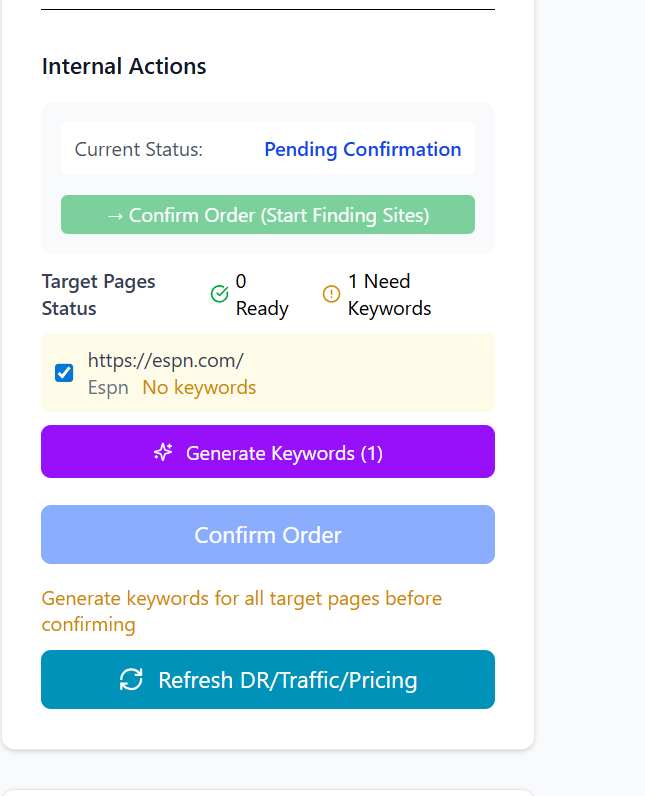 Internal Actions
Current Status: Pending Confirmation
→ Confirm Order (Start Finding Sites)
Target Pages Status
0 Ready
1 Need Keywords
https://espn.com/
Espn No keywords
Generate Keywords (1)
Confirm Order
Generate keywords for all target pages before
confirming
Refresh DR/Traffic/Pricing